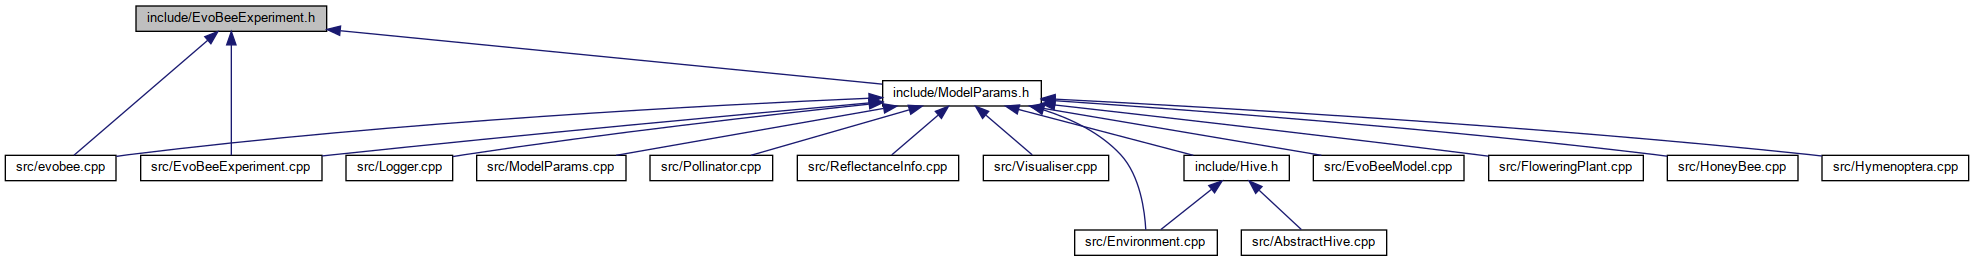 include/EvoBeeExperiment.h
include/ModelParams.h
src/evobee.cpp
src/EvoBeeExperiment.cpp
src/Logger.cpp
src/ModelParams.cpp
src/Pollinator.cpp
src/ReflectanceInfo.cpp
src/Visualiser.cpp
include/Hive.h
src/EvoBeeModel.cpp
src/FloweringPlant.cpp
src/HoneyBee.cpp
src/Hymenoptera.cpp
src/Environment.cpp
src/AbstractHive.cpp